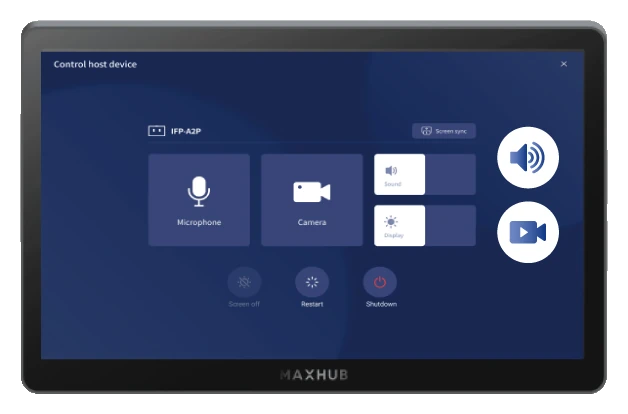 Control host device
IFP-A2P
Screen sync
Microphone
Camera
Sound
Display
Screen off
Restart
Shutdown
MAXHUB